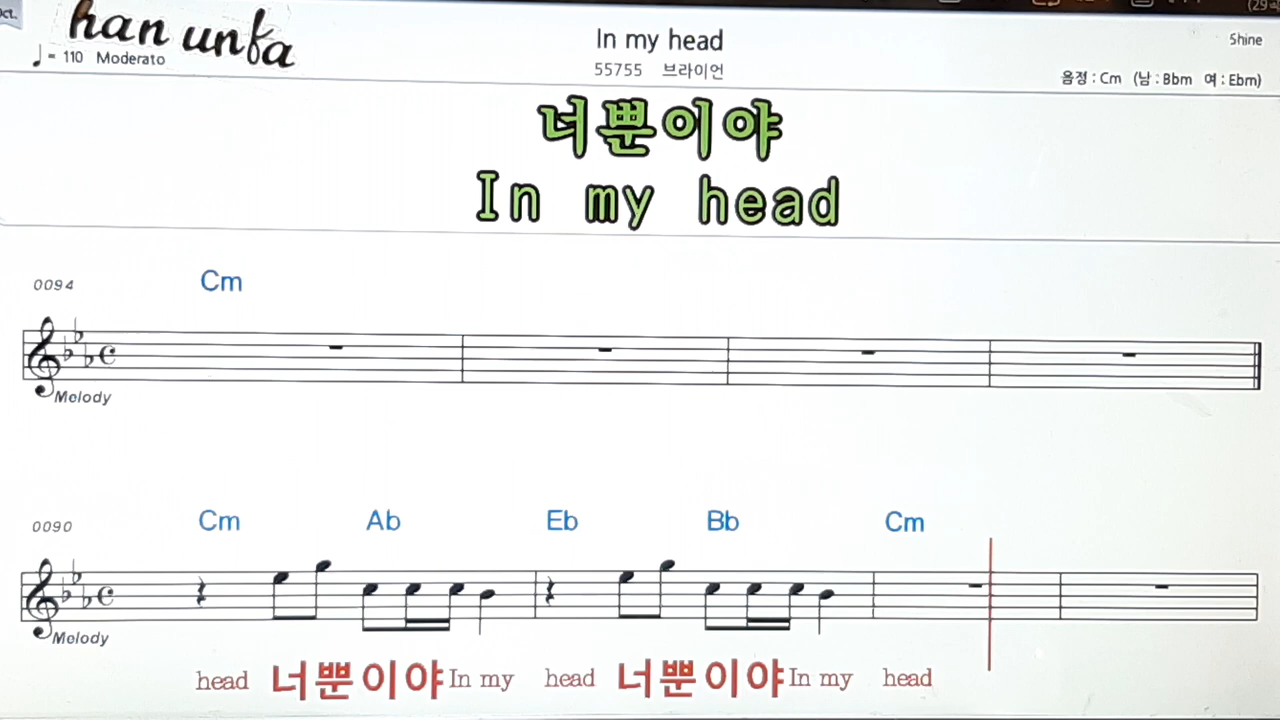 han unfa
In my head
Shine
♩= 110 Moderato
55755 브라이언
음정 : Cm (남 : Bbm 여 : Ebm)
너뿐이야
In my head
0094 Cm
Melody
0090 Cm Ab Eb Bb Cm
Melody
head 너뿐이야 In my head 너뿐이야 In my head